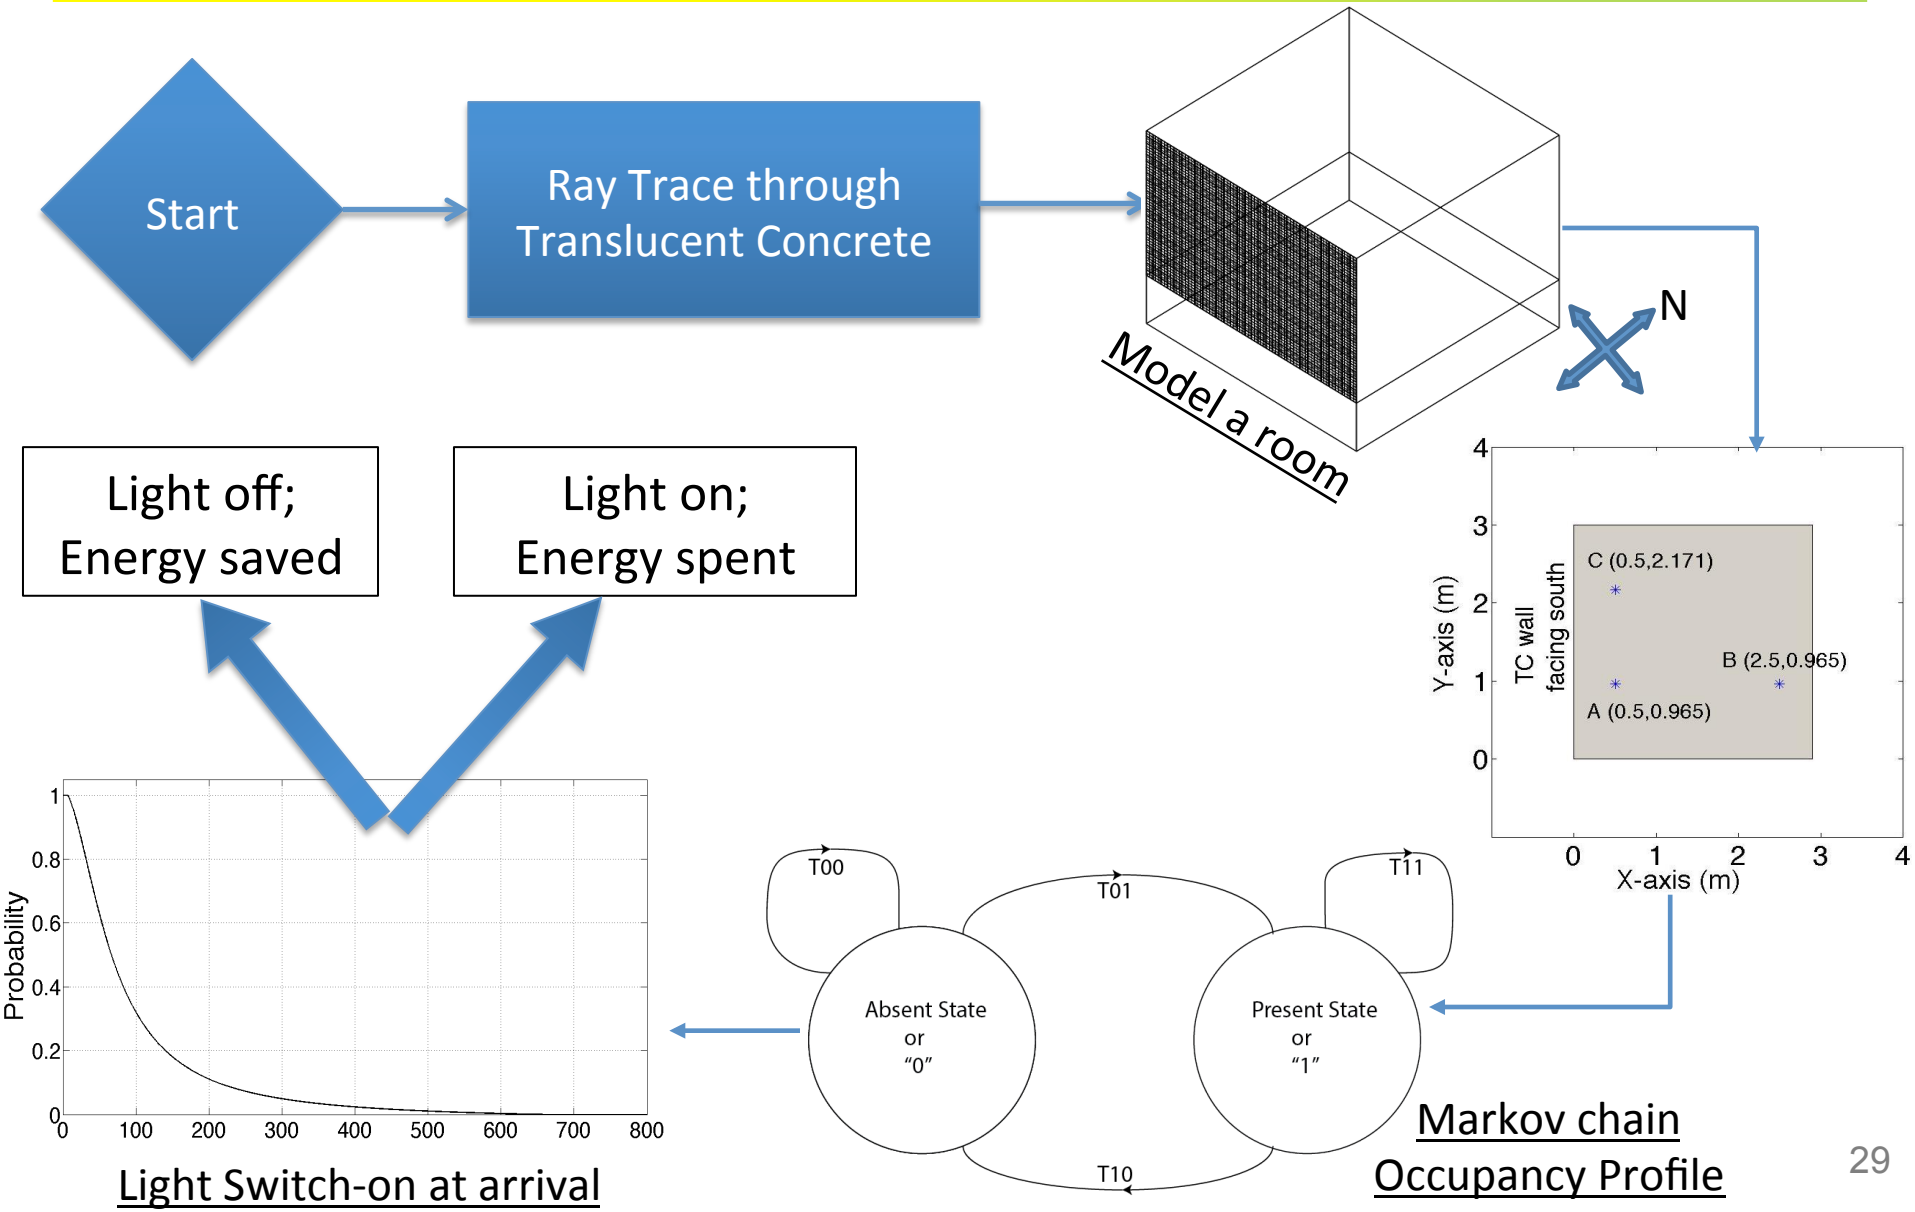 Start
Ray Trace through
Translucent Concrete
N
Model a room
Light off;
Energy saved
Light on;
Energy spent
4
3
2
1
0
Y-axis (m)
TC wall
facing south
C (0.5,2.171)
B (2.5,0.965)
A (0.5,0.965)
0 1 2 3 4
X-axis (m)
1
0.8
0.6
0.4
0.2
0
Probability
0 100 200 300 400 500 600 700 800
Light Switch-on at arrival
T00
T01
T11
Absent State
or
“0”
Present State
or
“1”
T10
Markov chain
Occupancy Profile
29